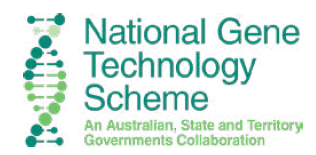 National Gene
Technology
Scheme
An Australian, State and Territory
Governments Collaboration